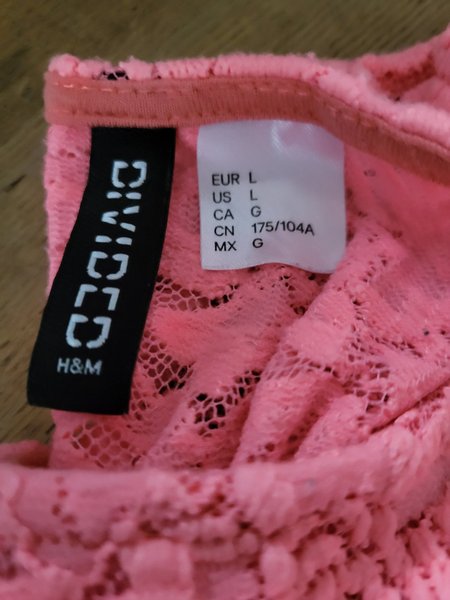 DIVIDED
H&M
EUR L
US L
CA G
CN 175/104A
MX G